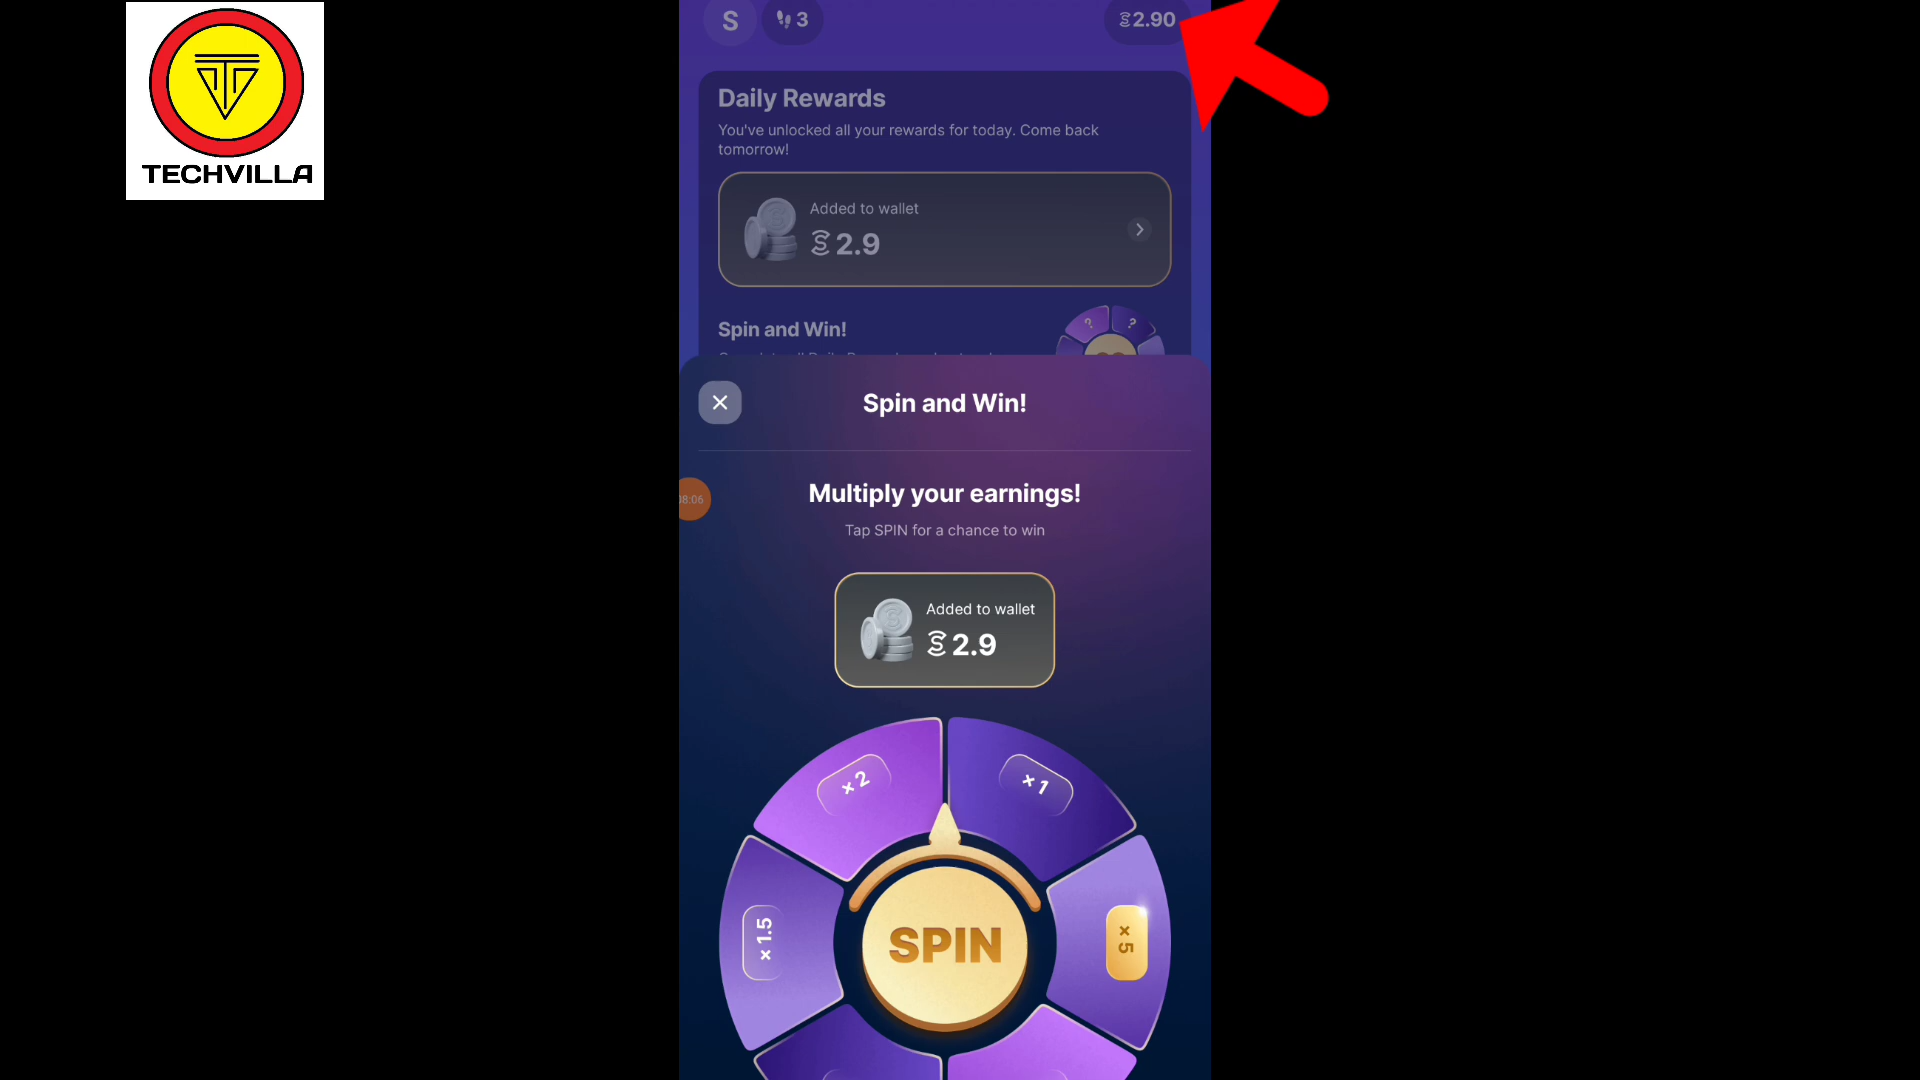 TECHVILLA
S
3
2.90
Daily Rewards
You've unlocked all your rewards for today. Come back
tomorrow!
Added to wallet
2.9
Spin and Win!
? ?
Spin and Win!
Multiply your earnings!
Tap SPIN for a chance to win
Added to wallet
2.9
× 2
× 1
× 1.5
× 5
SPIN